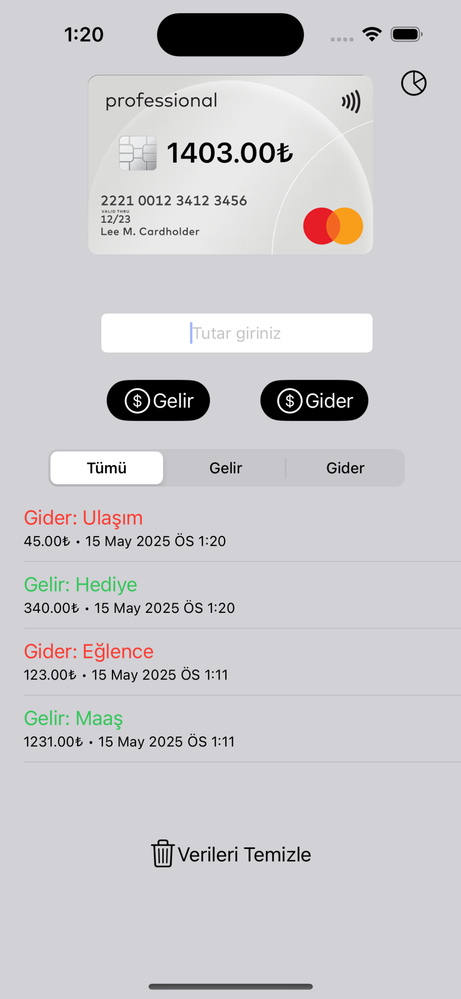 1:20
professional
1403.00₺
2221 0012 3412 3456
VALID THRU
12/23
Lee M. Cardholder
Tutar giriniz
$ Gelir
$ Gider
Tümü
Gelir
Gider
Gider: Ulaşım
45.00₺ • 15 May 2025 ÖS 1:20
Gelir: Hediye
340.00₺ • 15 May 2025 ÖS 1:20
Gider: Eğlence
123.00₺ • 15 May 2025 ÖS 1:11
Gelir: Maaş
1231.00₺ • 15 May 2025 ÖS 1:11
Verileri Temizle